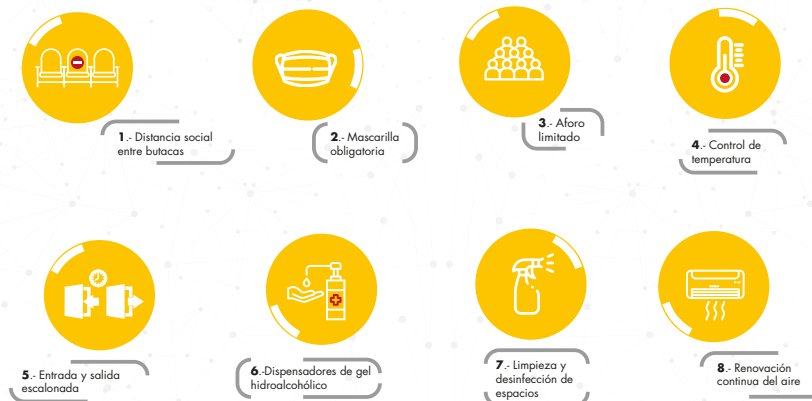 1.- Distancia social
entre butacas
2.- Mascarilla
obligatoria
3.- Aforo
limitado
4.- Control de
temperatura
5.- Entrada y salida
escalonada
6.-Dispensadores de gel
hidroalcohólico
7.- Limpieza y
desinfección de
espacios
8.- Renovación
continua del aire